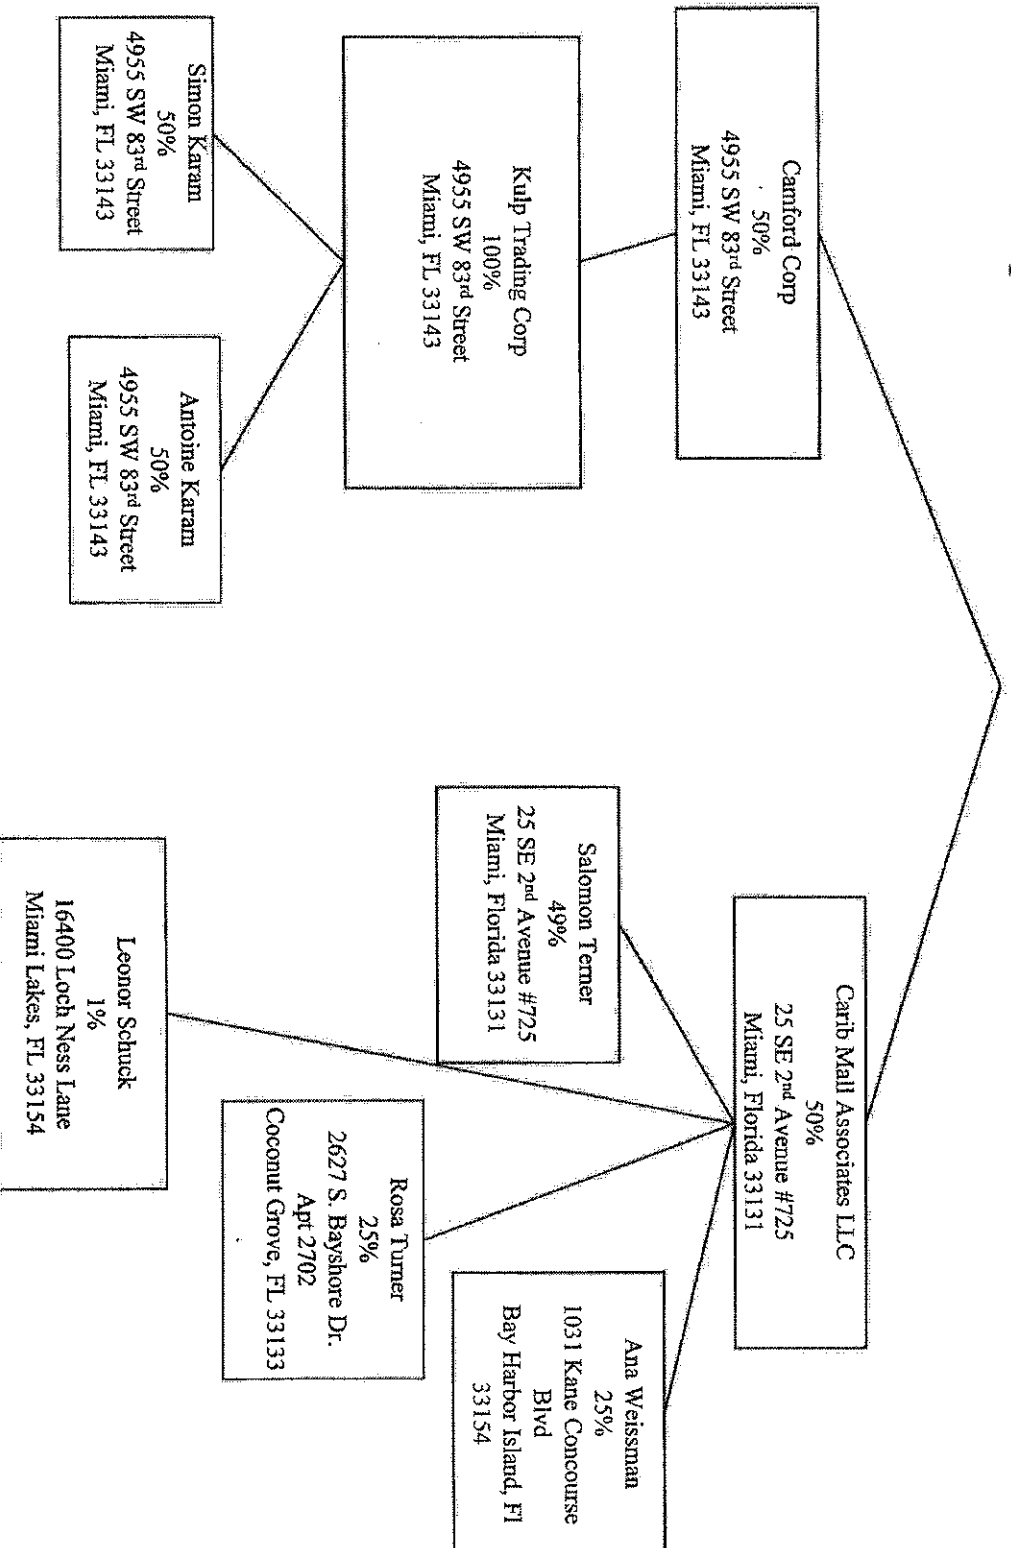 Camford Corp
50%
4955 SW 83rd Street
Miami, FL 33143
Kulp Trading Corp
100%
4955 SW 83rd Street
Miami, FL 33143
Simon Karam
50%
4955 SW 83rd Street
Miami, FL 33143
Antoine Karam
50%
4955 SW 83rd Street
Miami, FL 33143
Carib Mall Associates LLC
50%
25 SE 2nd Avenue #725
Miami, Florida 33131
Salomon Terner
49%
25 SE 2nd Avenue #725
Miami, Florida 33131
Leonor Schuck
1%
16400 Loch Ness Lane
Miami Lakes, FL 33154
Rosa Turner
25%
2627 S. Bayshore Dr.
Apt 2702
Coconut Grove, FL 33133
Ana Weissman
25%
1031 Kane Concourse
Blvd
Bay Harbor Island, Fl
33154